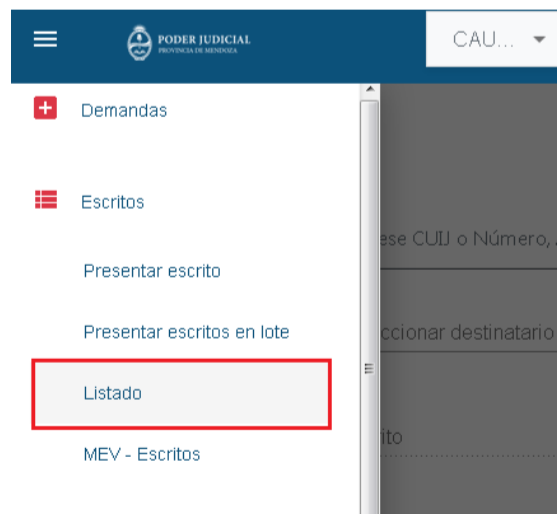 PODER JUDICIAL
PROVINCIA DE MENDOZA
CAU...
Demandas
Escritos
ese CUIJ o Número, .
Presentar escrito
Presentar escritos en lote
ccionar destinatario
Listado
ito
MEV - Escritos